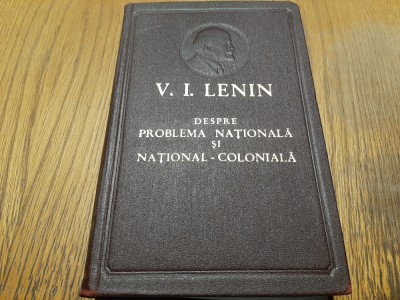 V. I. LENIN
DESPRE
PROBLEMA NAȚIONALĂ
ȘI
NAȚIONAL-COLONIALĂ